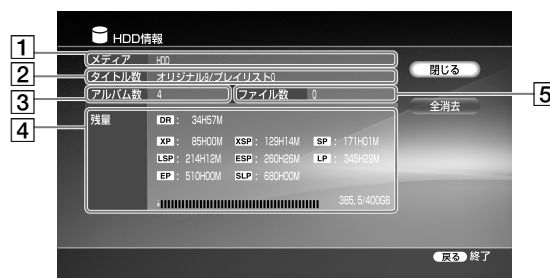 HDD情報
1
メディア HDD
閉じる
2
タイトル数 オリジナル9/プレイリスト0
3
アルバム数 4 ファイル数 0
5
全消去
4
残量 DR : 34H57M
XP : 85H00M XSP : 129H14M SP : 171H01M
LSP : 214H12M ESP : 260H26M LP : 345H29M
EP : 510H00M SLP : 680H00M
385,5/400GB
戻る 終了